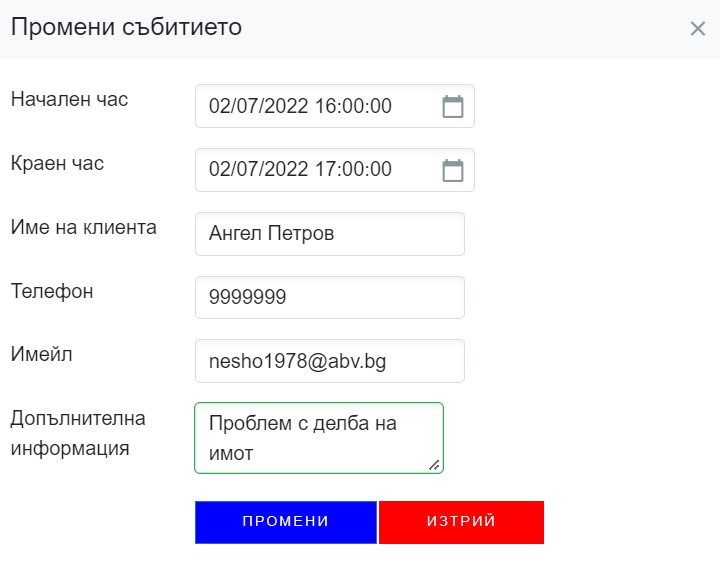 Промени събитието
Начален час
02/07/2022 16:00:00
Краен час
02/07/2022 17:00:00
Име на клиента
Ангел Петров
Телефон
9999999
Имейл
nesho1978@abv.bg
Допълнителна
информация
Проблем с делба на
имот
ПРОМЕНИ
ИЗТРИЙ